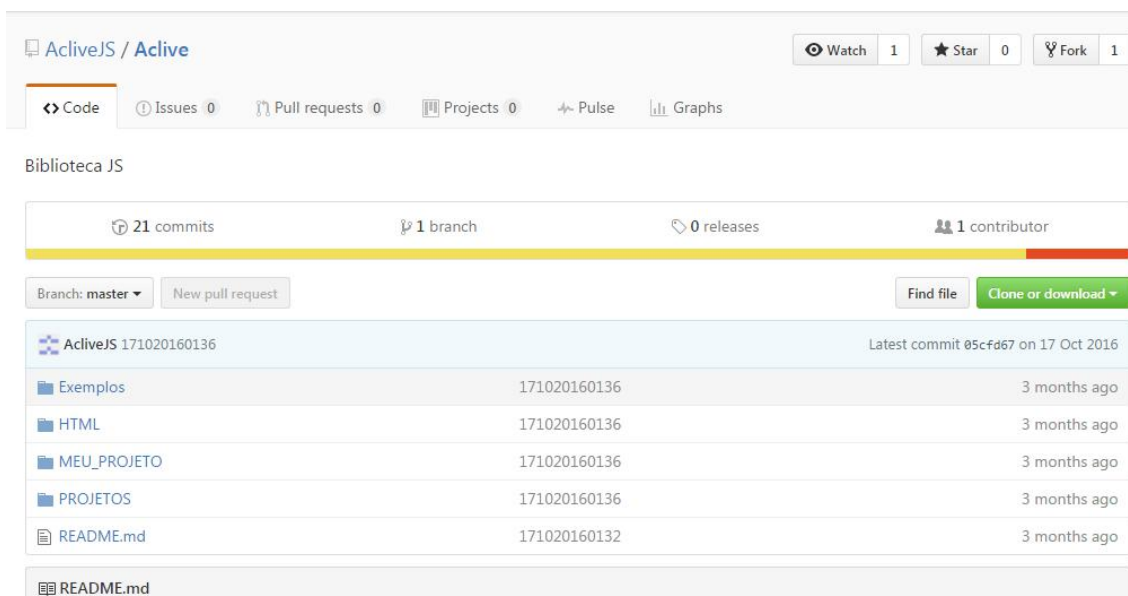 AcliveJS / Aclive Watch 1 Star 0 Fork 1
Code Issues 0 Pull requests 0 Projects 0 Pulse Graphs
Biblioteca JS
21 commits 1 branch 0 releases 1 contributor
Branch: master New pull request Find file Clone or download
AcliveJS 171020160136 Latest commit 05cfd67 on 17 Oct 2016
Exemplos 171020160136 3 months ago
HTML 171020160136 3 months ago
MEU_PROJETO 171020160136 3 months ago
PROJETOS 171020160136 3 months ago
README.md 171020160132 3 months ago
README.md